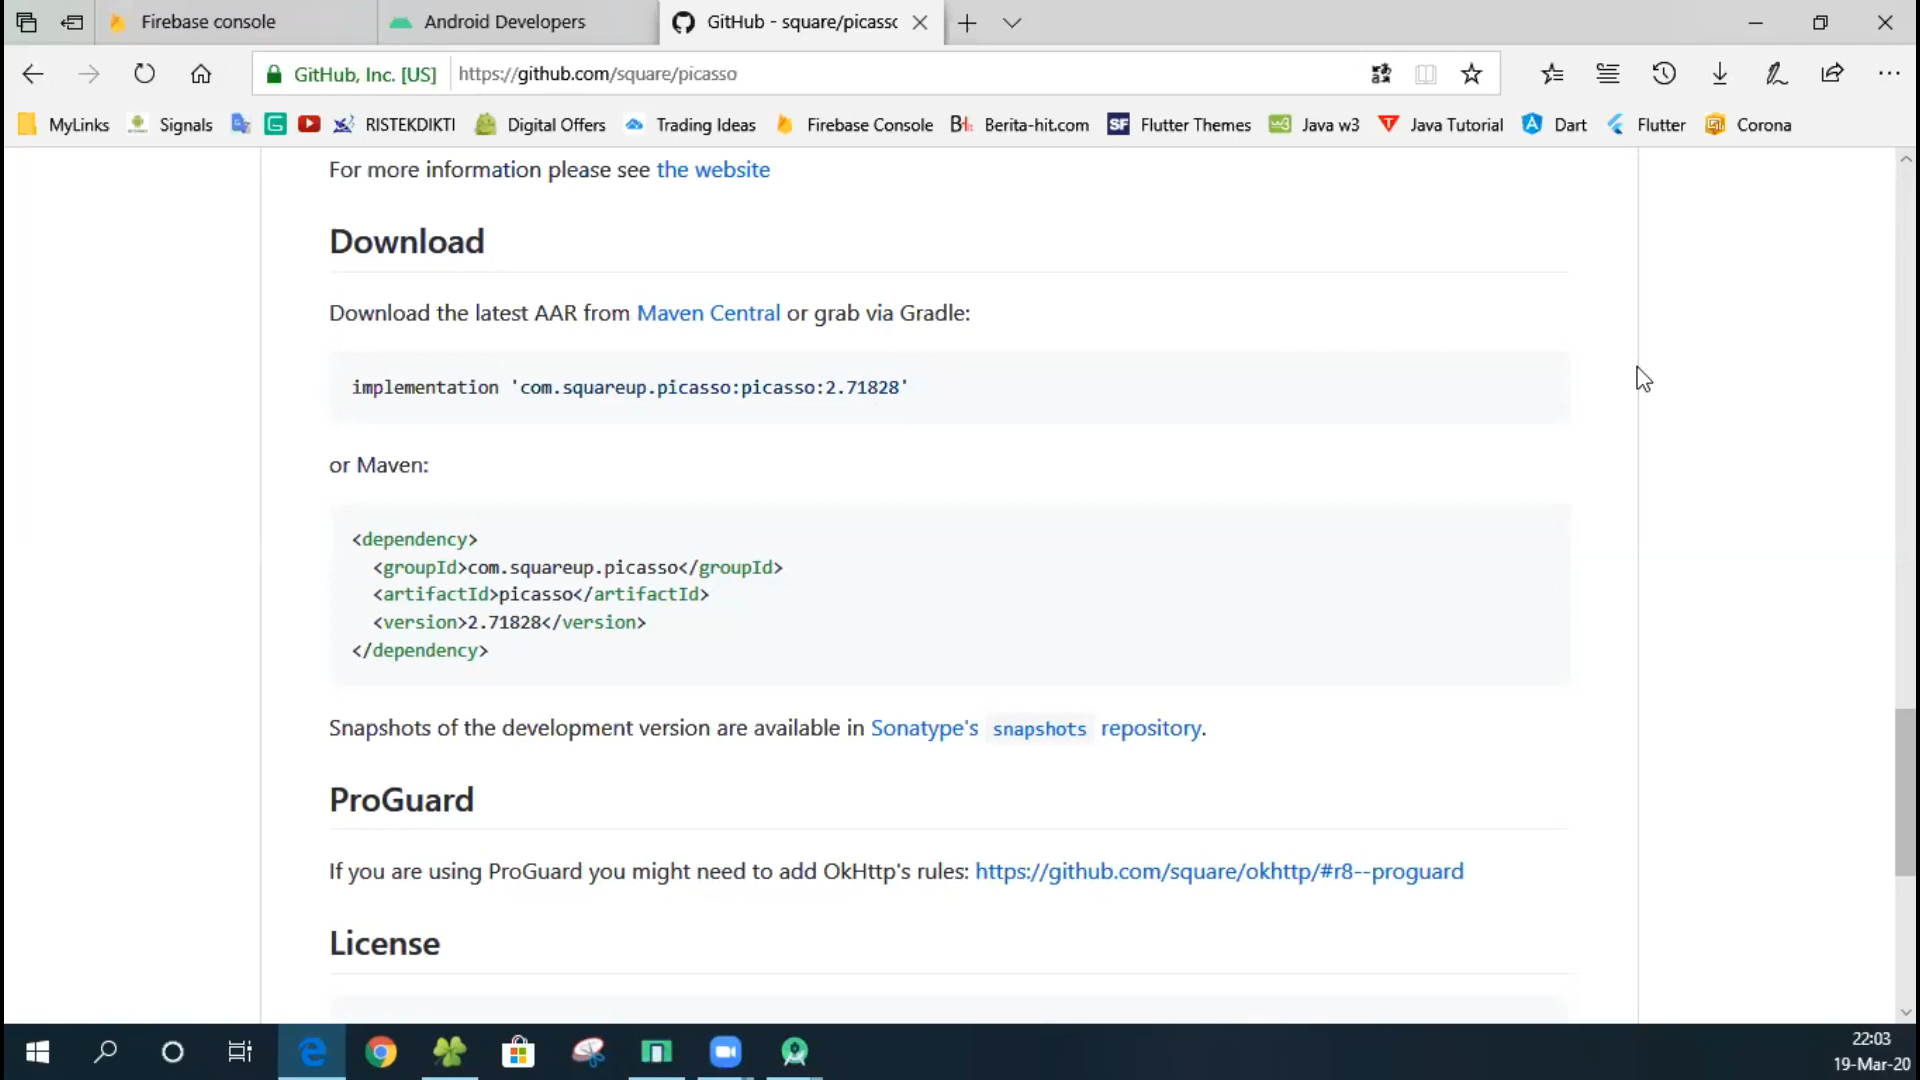 Firebase console
Android Developers
GitHub - square/picassc
GitHub, Inc. [US]
https://github.com/square/picasso
MyLinks
Signals
RISTEKDIKTI
Digital Offers
Trading Ideas
Firebase Console
Berita-hit.com
Flutter Themes
Java w3
Java Tutorial
Dart
Flutter
Corona
For more information please see the website
Download
Download the latest AAR from Maven Central or grab via Gradle:
implementation 'com.squareup.picasso:picasso:2.71828'
or Maven:
<dependency>
<groupId>com.squareup.picasso</groupId>
<artifactId>picasso</artifactId>
<version>2.71828</version>
</dependency>
Snapshots of the development version are available in Sonatype's snapshots repository.
ProGuard
If you are using ProGuard you might need to add OkHttp's rules: https://github.com/square/okhttp/#r8--proguard
License
22:03
19-Mar-20